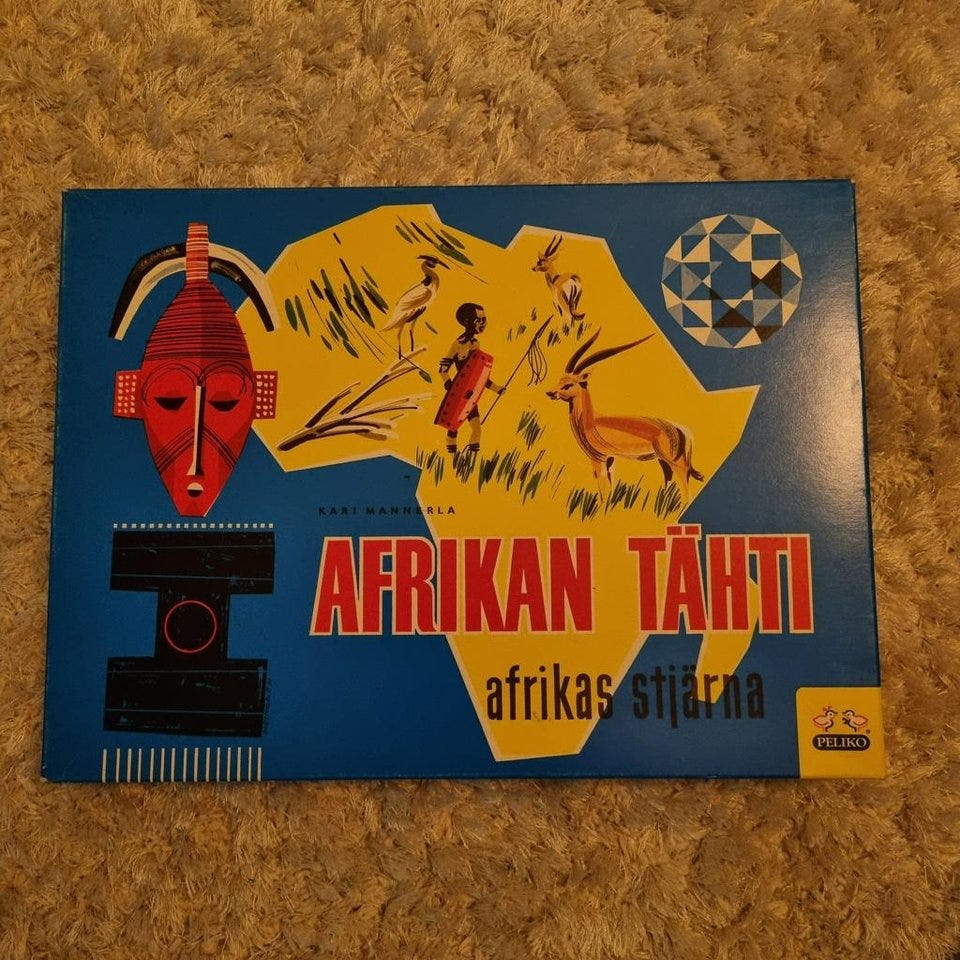 KARI MANNERLA
AFRIKAN TÄHTI
afrikas stjärna
PELIKO®